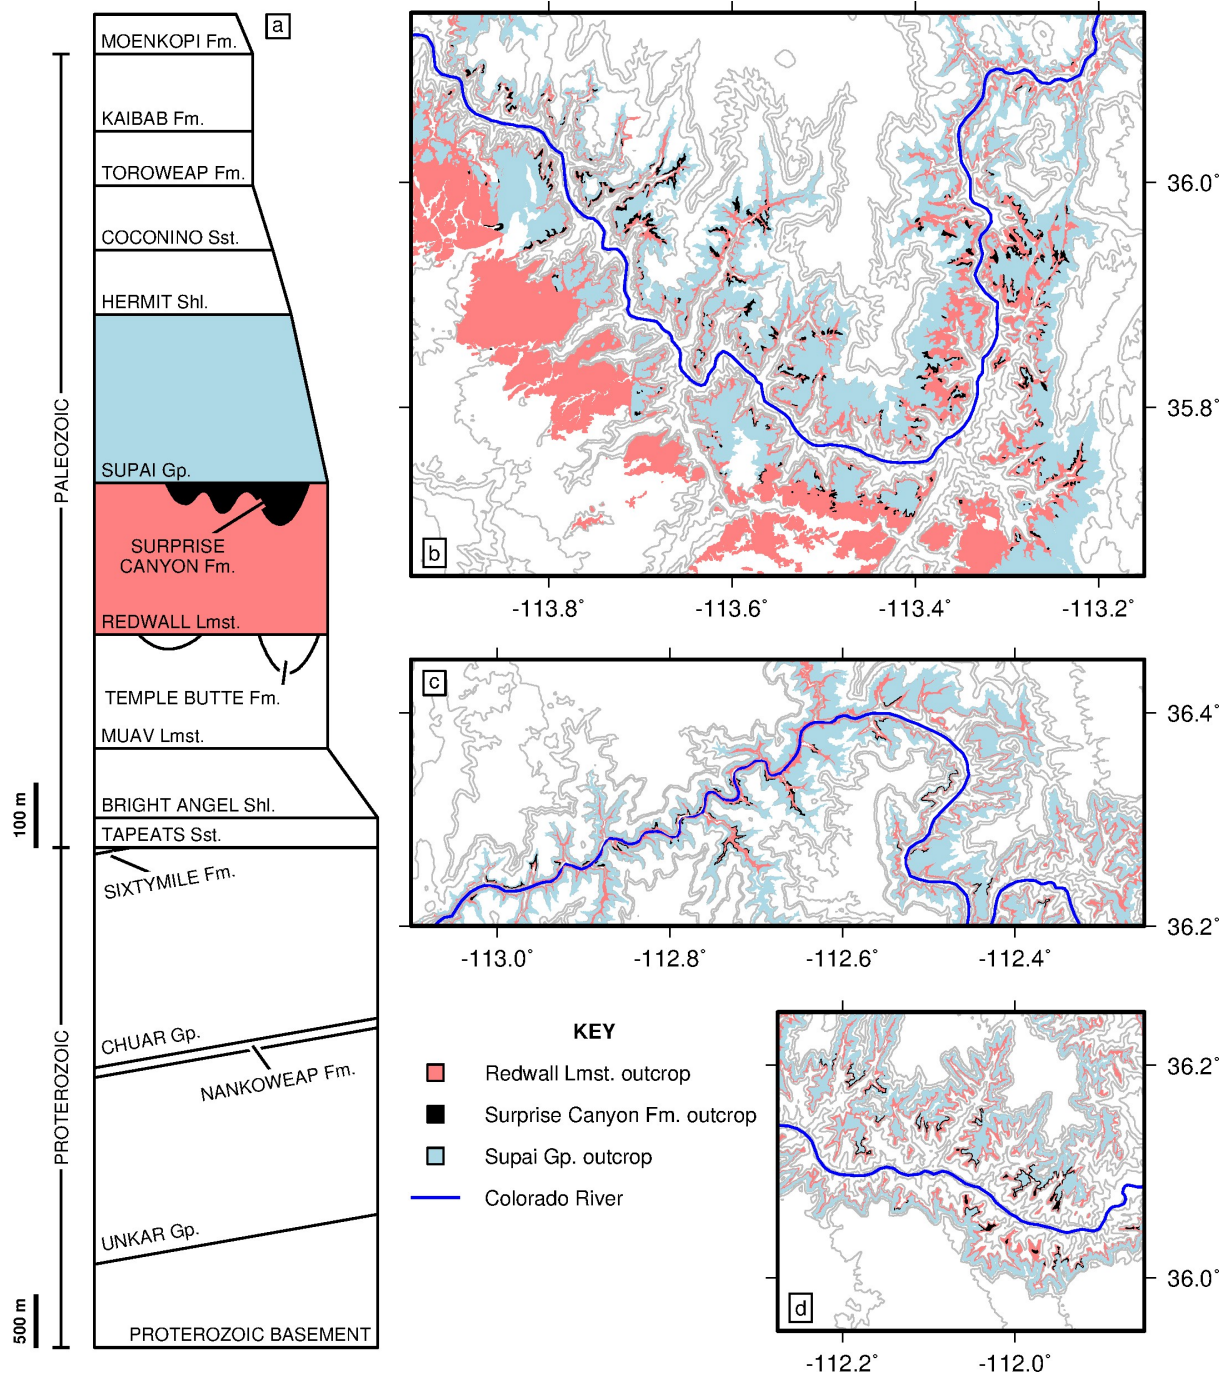 a
MOENKOPI Fm.
KAIBAB Fm.
TOROWEAP Fm.
COCONINO Sst.
HERMIT Shl.
SUPAI Gp.
SURPRISE
CANYON Fm.
REDWALL Lmst.
TEMPLE BUTTE Fm.
MUAV Lmst.
BRIGHT ANGEL Shl.
TAPEATS Sst.
SIXTYMILE Fm.
CHUAR Gp.
NANKOWEAP Fm.
UNKAR Gp.
PROTEROZOIC BASEMENT
PALEOZOIC
PROTEROZOIC
100 m
500 m
b
36.0˚
35.8˚
-113.8˚ -113.6˚ -113.4˚ -113.2˚
c
36.4˚
36.2˚
-113.0˚ -112.8˚ -112.6˚ -112.4˚
KEY
Redwall Lmst. outcrop
Surprise Canyon Fm. outcrop
Supai Gp. outcrop
Colorado River
d
36.2˚
36.0˚
-112.2˚ -112.0˚